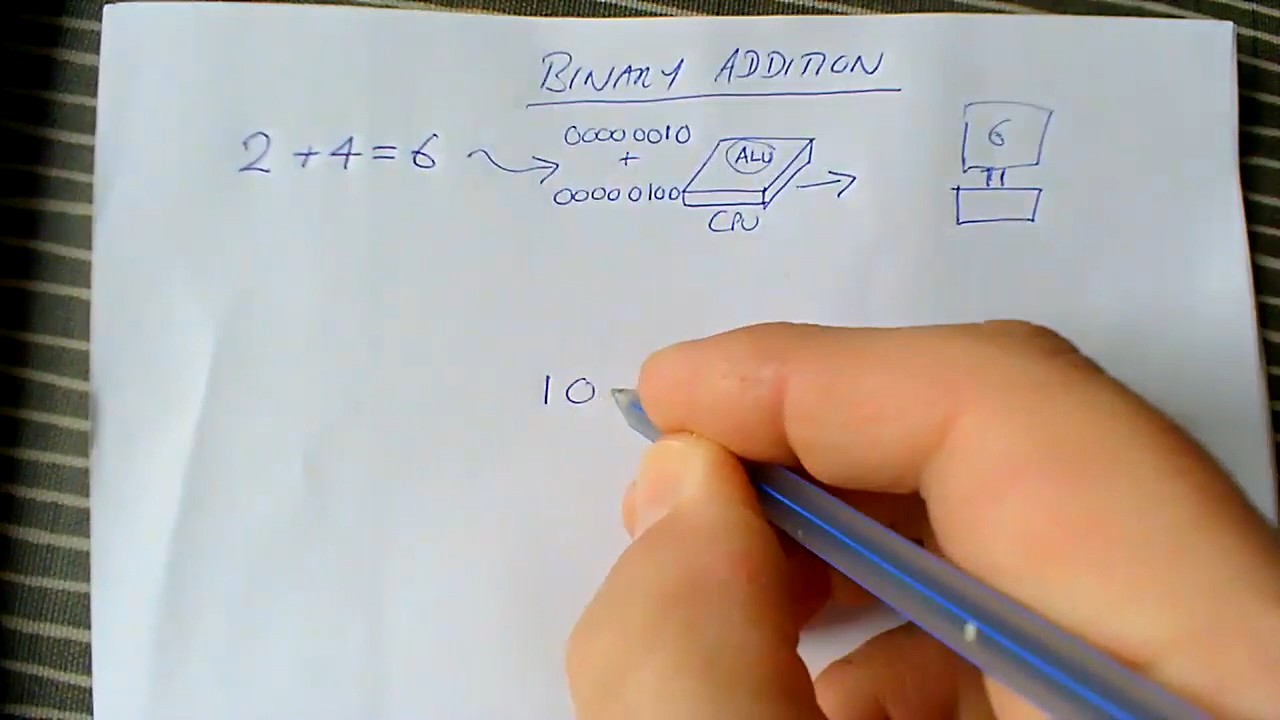 BINARY ADDITION
2 + 4 = 6
00000010
+
00000100
ALU
CPU
6
10